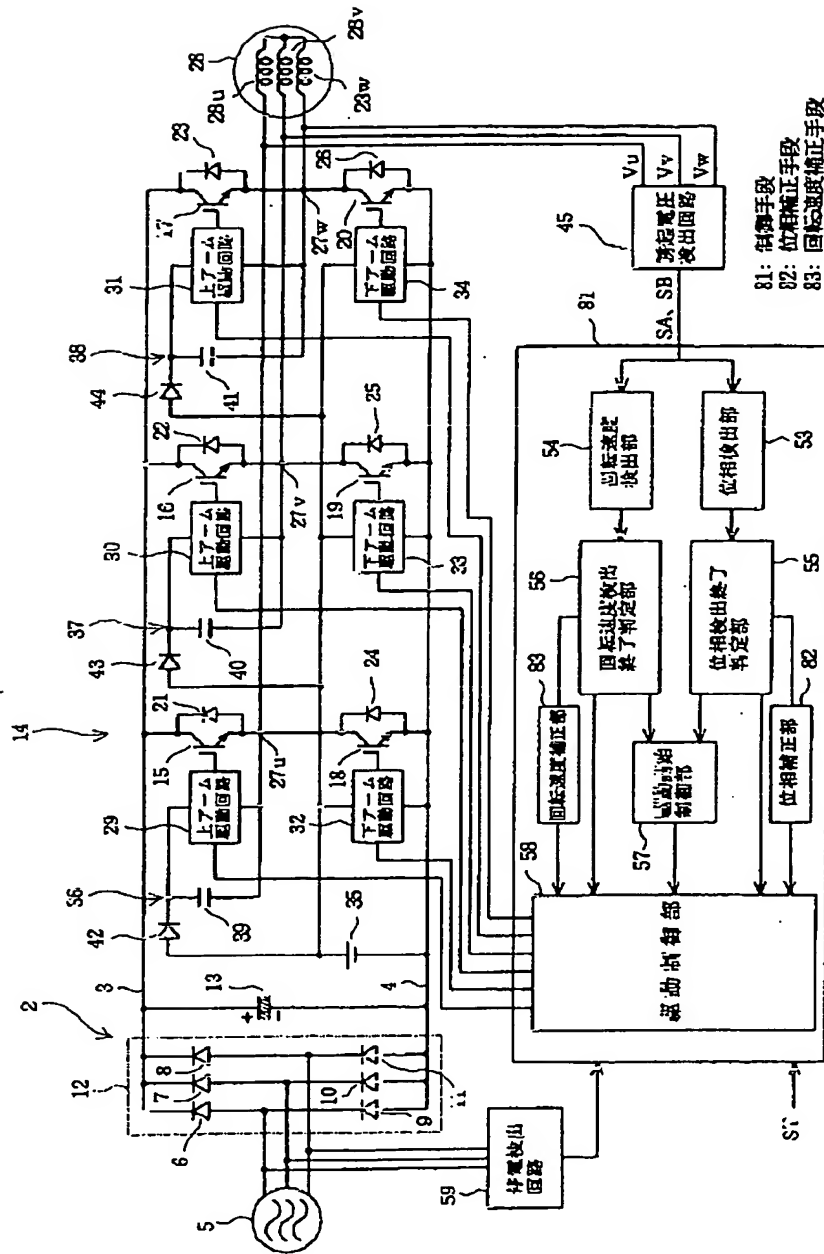 14
2
12
3
36
42
39
8
7
6
13
+
-
4
35
10
9
5
59
停電検出
回路
29
上アーム
駆動回路
15
21
27u
32
下アーム
駆動回路
18
24
43
37
40
30
上アーム
駆動回路
16
22
27v
33
下アーム
駆動回路
19
25
44
38
41
31
上アーム
駆動回路
17
23
27w
34
下アーム
駆動回路
20
26
28
28u
28v
23w
Vu
Vv
Vw
45
誘起電圧
検出回路
SA、SB
81
54
回転速度
検出部
53
位相検出部
56
回転速度検出
終了判定部
55
位相検出終了
判定部
83
回転速度補正部
82
位相補正部
57
駆動開始
制御部
58
駆動制御部
81: 制御手段
82: 位相補正手段
83: 回転速度補正手段